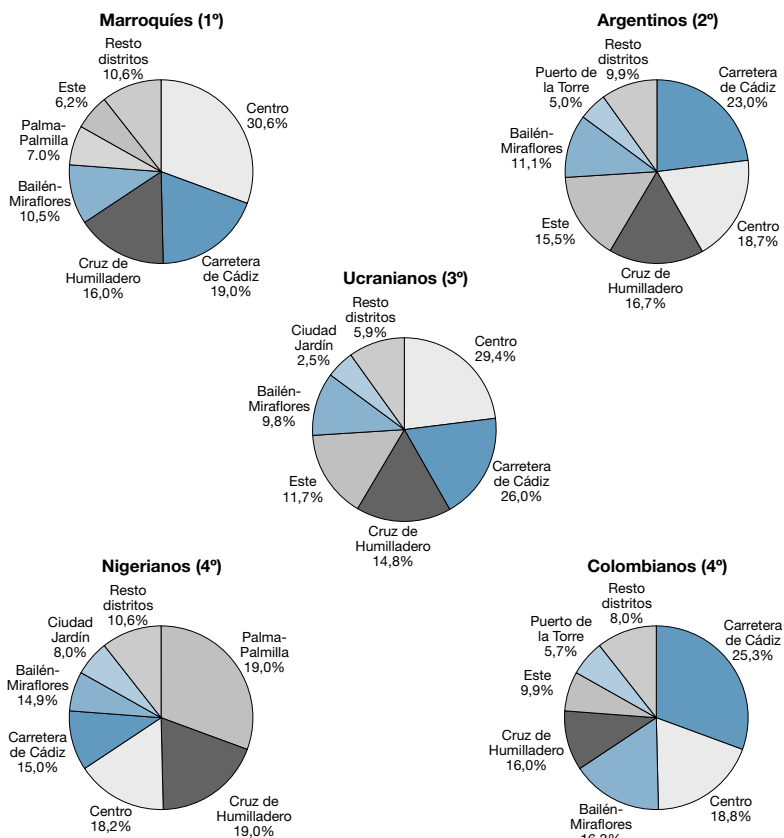 Marroquíes (1º)
Resto
distritos
10,6%
Centro
30,6%
Carretera
de Cádiz
19,0%
Cruz de
Humilladero
16,0%
Bailén-
Miraflores
10,5%
Palma-
Palmilla
7.0%
Este
6,2%
Argentinos (2º)
Resto
distritos
9,9%
Carretera
de Cádiz
23,0%
Centro
18,7%
Cruz de
Humilladero
16,7%
Este
15,5%
Bailén-
Miraflores
11,1%
Puerto de
la Torre
5,0%
Ucranianos (3º)
Resto
distritos
5,9%
Centro
29,4%
Carretera
de Cádiz
26,0%
Cruz de
Humilladero
14,8%
Este
11,7%
Bailén-
Miraflores
9,8%
Ciudad
Jardín
2,5%
Nigerianos (4º)
Resto
distritos
10,6%
Palma-
Palmilla
19,0%
Cruz de
Humilladero
19,0%
Centro
18,2%
Carretera
de Cádiz
15,0%
Bailén-
Miraflores
14,9%
Ciudad
Jardín
8,0%
Colombianos (4º)
Resto
distritos
8,0%
Carretera
de Cádiz
25,3%
Centro
18,8%
Bailén-
Miraflores
Cruz de
Humilladero
16,0%
Este
9,9%
Puerto de
la Torre
5,7%